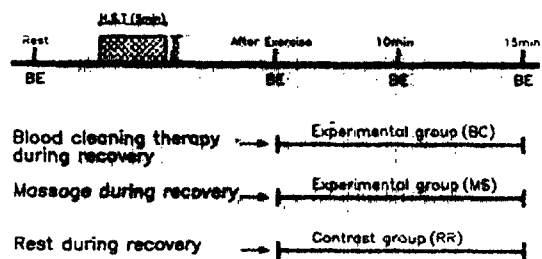 H.S.T (5min)
Rest After Exercise 10min 15min
BE BE BE BE
Blood cleaning therapy
during recovery
Experimental group (BC)
Massage during recovery
Experimental group (MS)
Rest during recovery
Contrast group (RR)